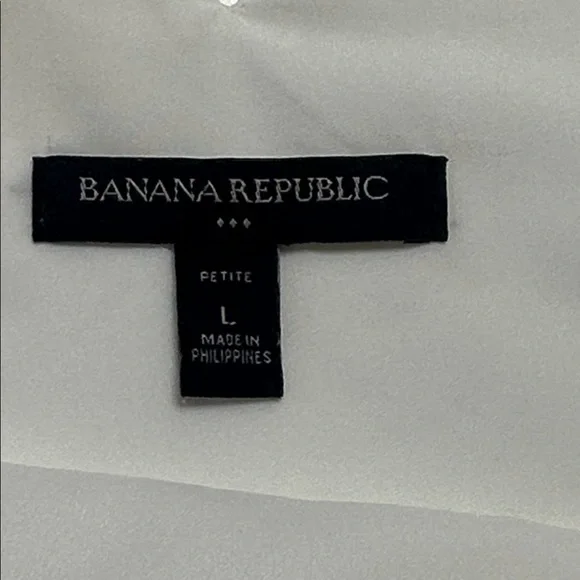 BANANA REPUBLIC
PETITE
L
MADE IN
PHILIPPINES